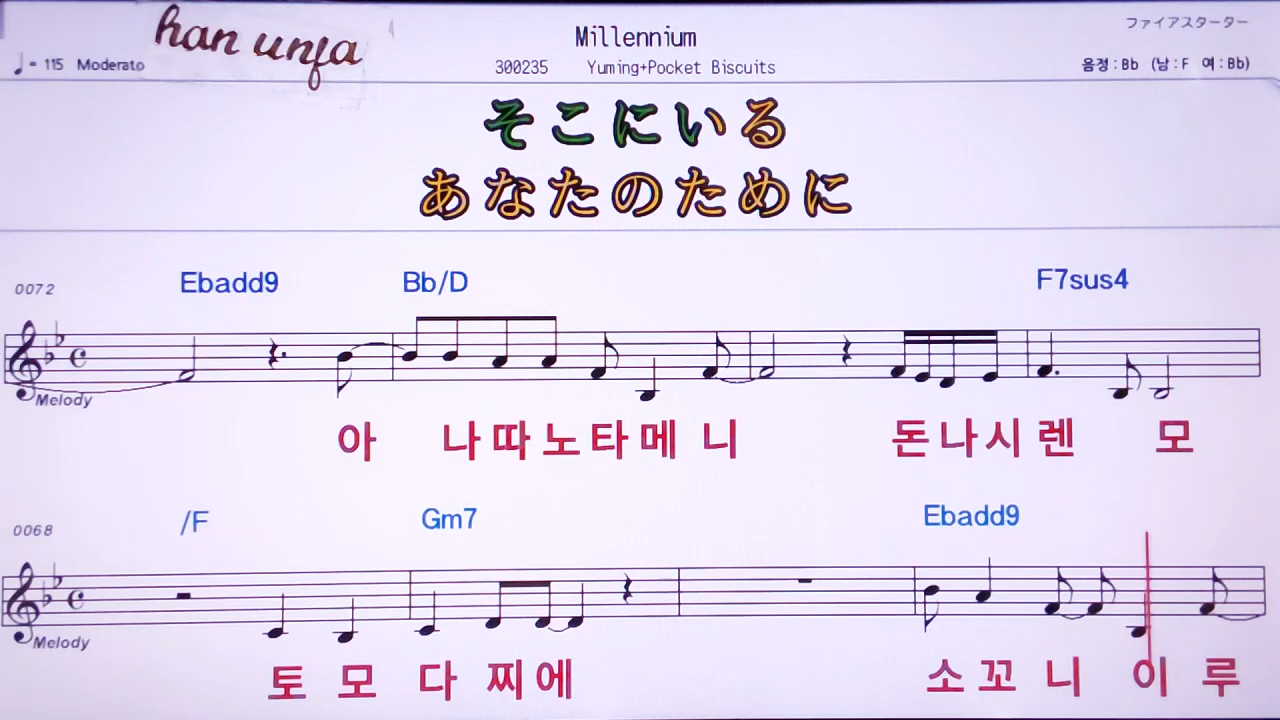 han unfa
Millennium
ファイアスターター
♩= 115 Moderato
300235 Yuming+Pocket Biscuits
음정:Bb (남:F 여:Bb)
そこにいる
あなたのために
0072 Ebadd9 Bb/D F7sus4
Melody
아 나따노타메 니 돈나시렌 모
0068 /F Gm7 Ebadd9
Melody
토 모 다 찌에 소꼬 니 이 루